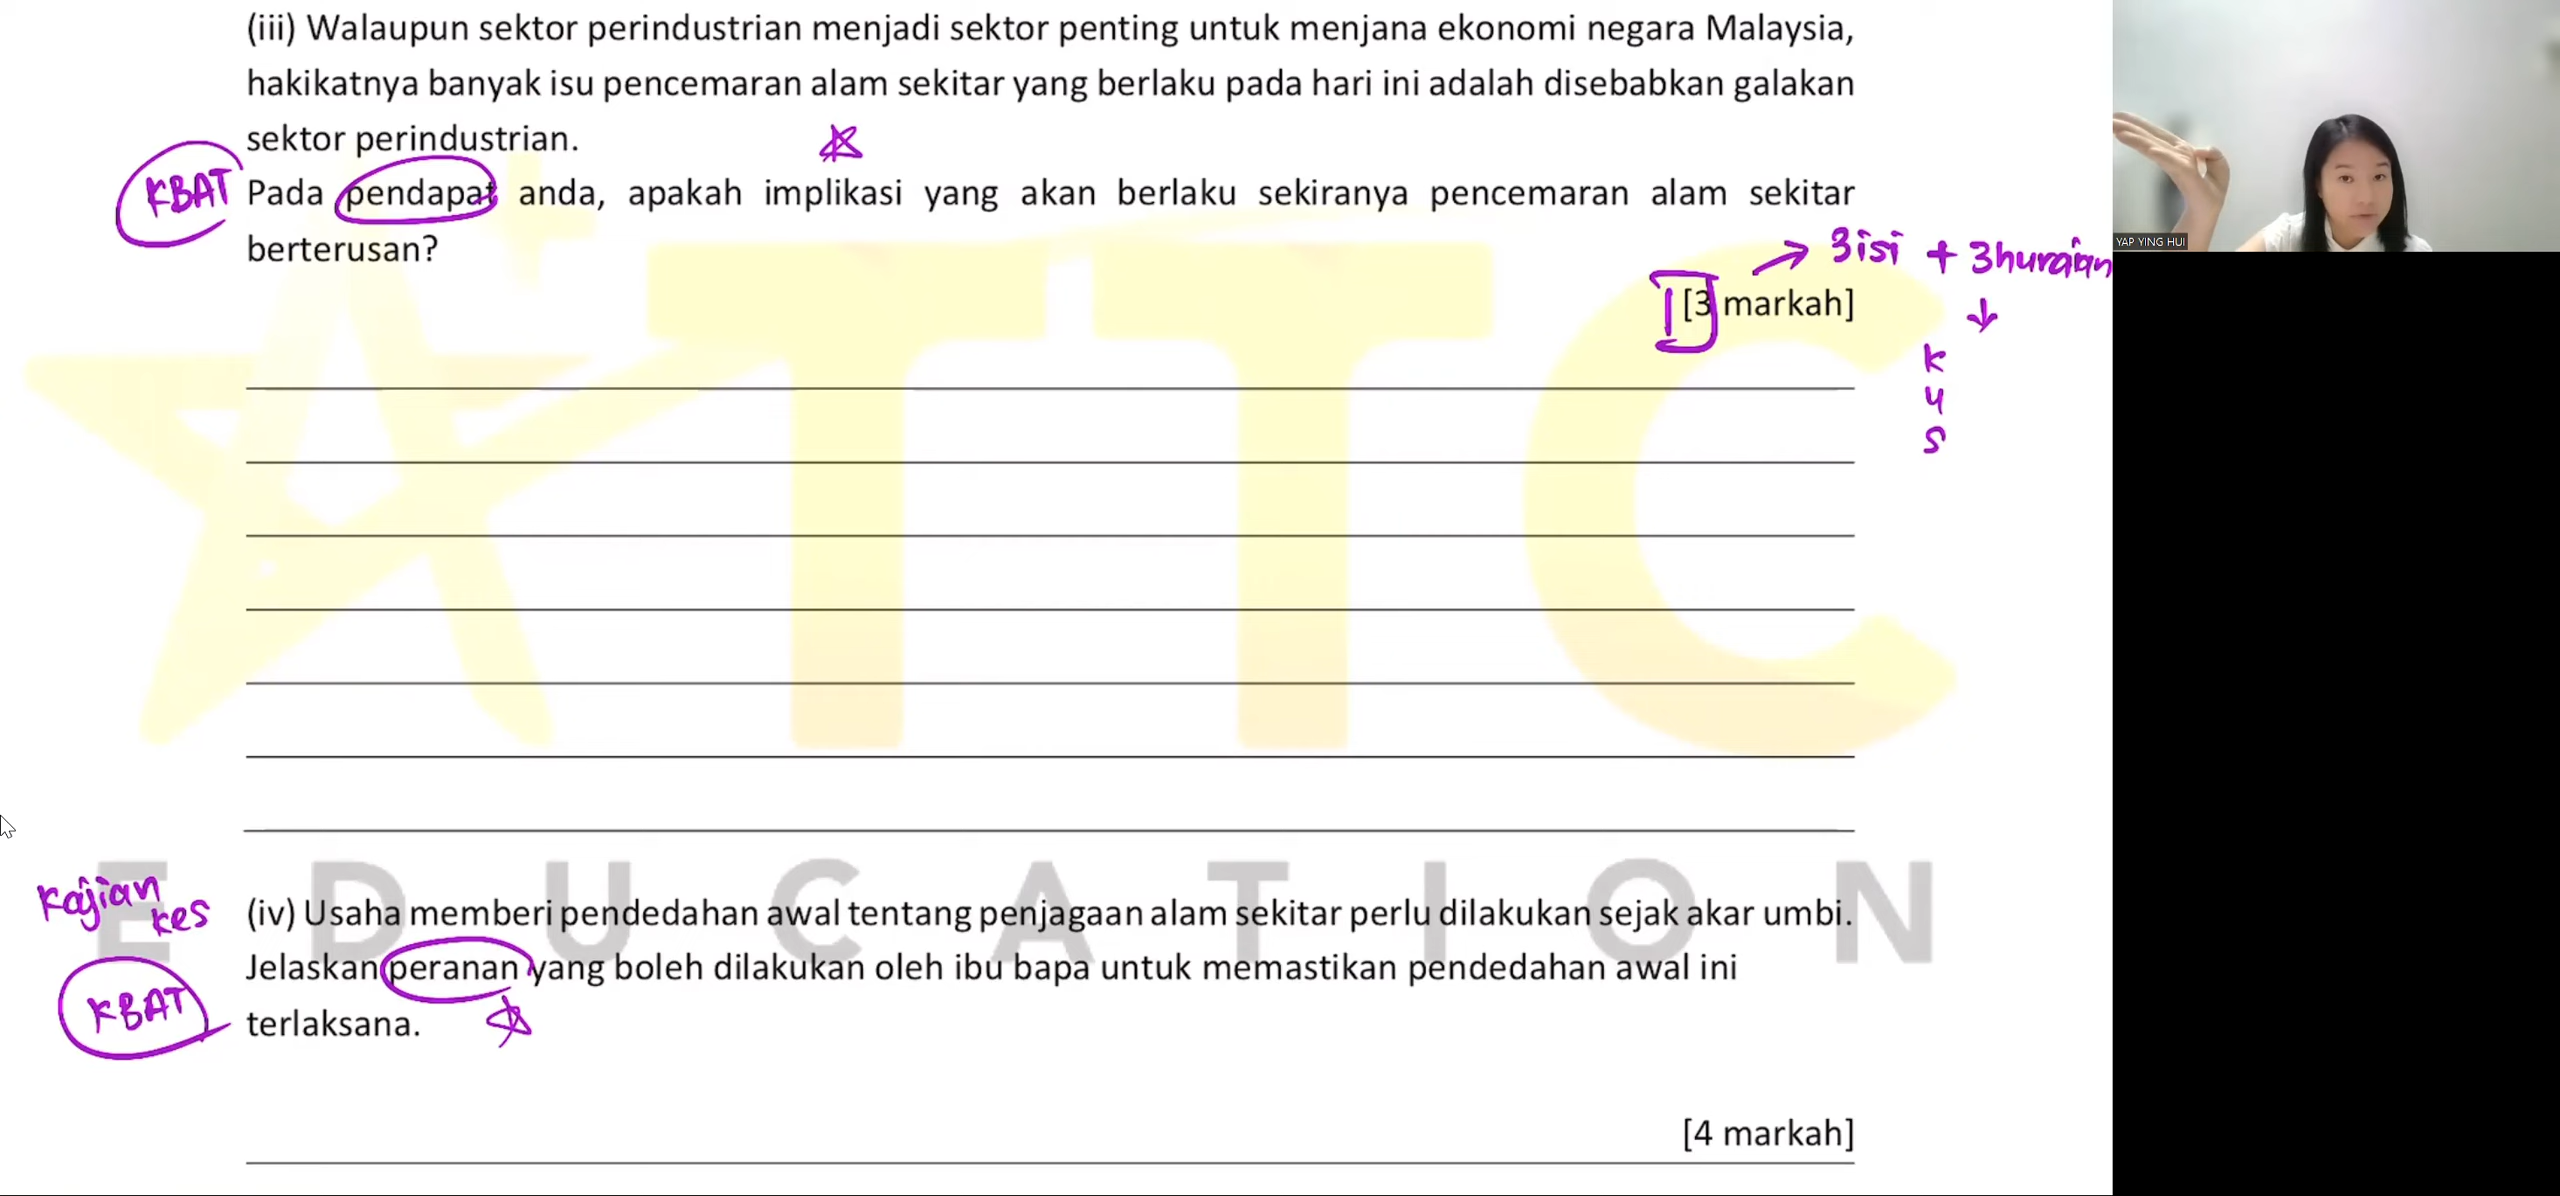 (iii) Walaupun sektor perindustrian menjadi sektor penting untuk menjana ekonomi negara Malaysia,
hakikatnya banyak isu pencemaran alam sekitar yang berlaku pada hari ini adalah disebabkan galakan
sektor perindustrian.
KBAT
Pada pendapat anda, apakah implikasi yang akan berlaku sekiranya pencemaran alam sekitar
berterusan?
3 isi + 3 huraian
[3 markah]
K
4
S
YAP YING HUI
TTC
EDUCATION
Kajian
kes
(iv) Usaha memberi pendedahan awal tentang penjagaan alam sekitar perlu dilakukan sejak akar umbi.
Jelaskan peranan yang boleh dilakukan oleh ibu bapa untuk memastikan pendedahan awal ini
KBAT
terlaksana.
[4 markah]